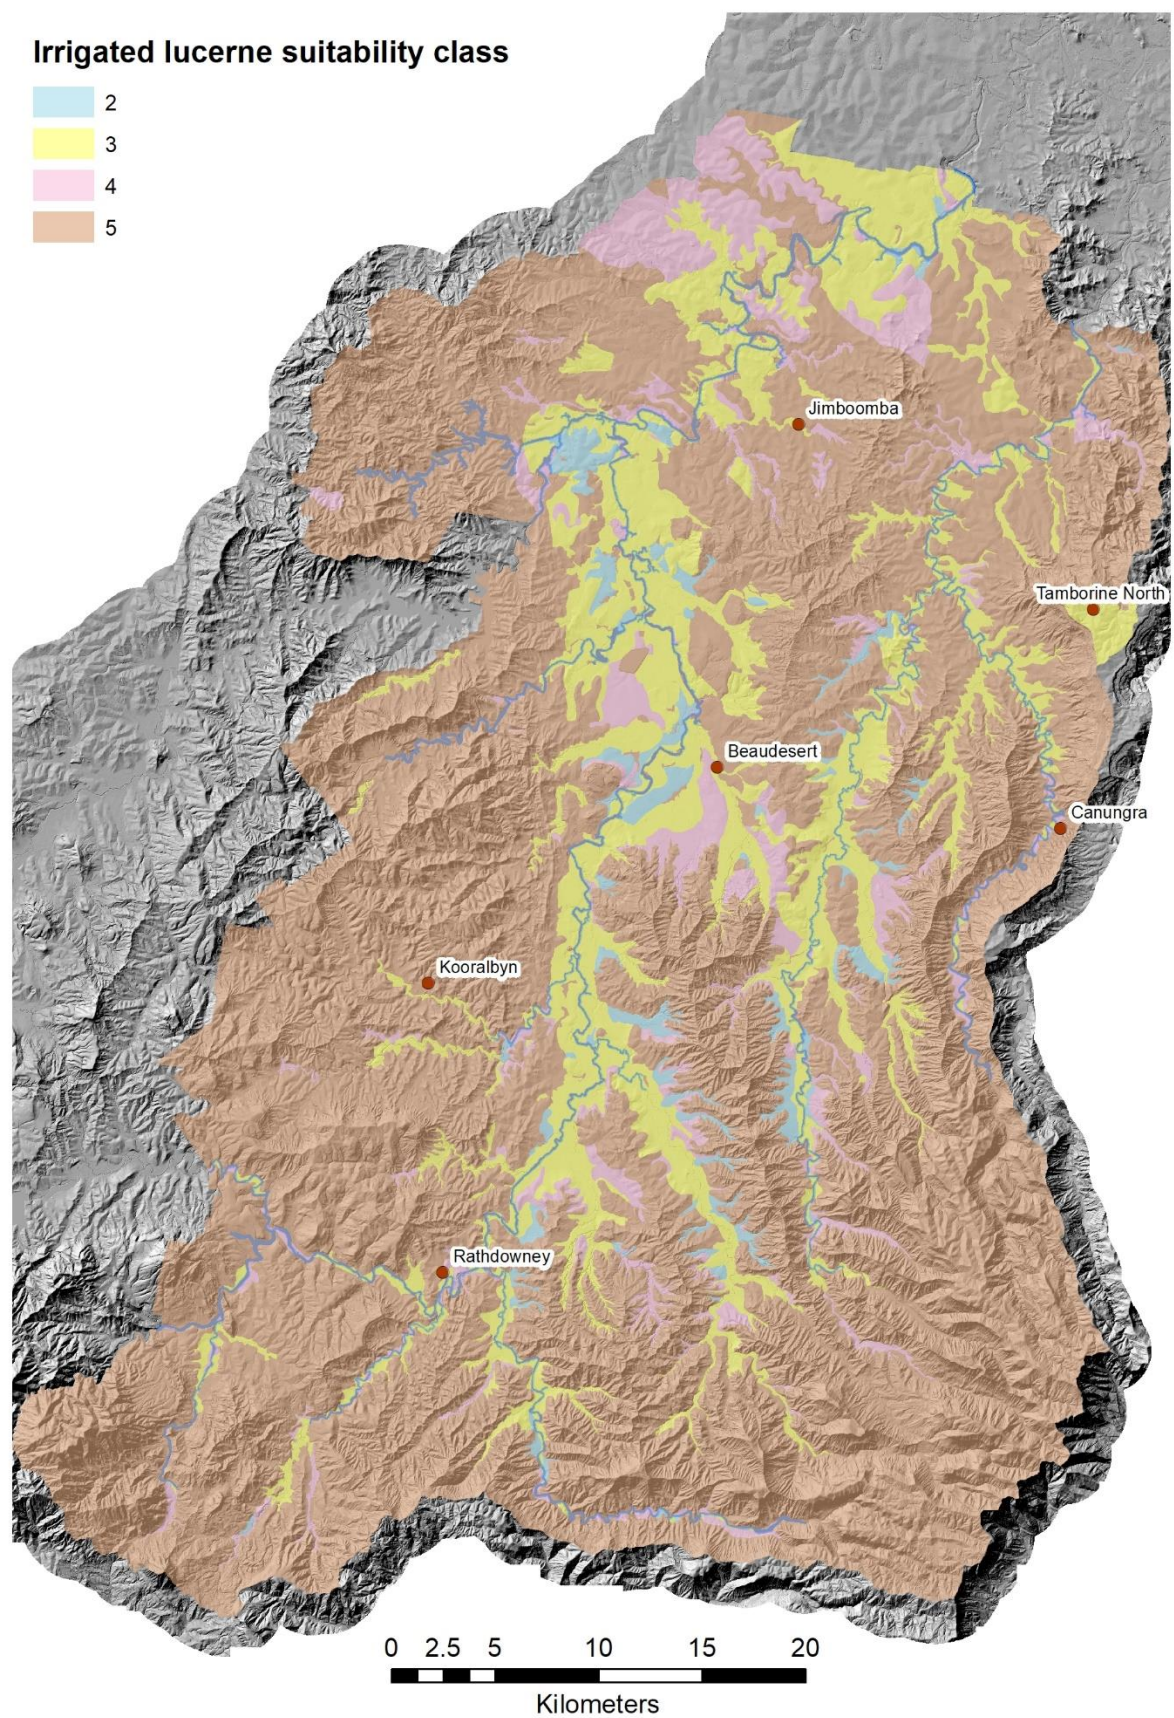 Irrigated lucerne suitability class
2
3
4
5
Jimboomba
Tamborine North
Beaudesert
Canungra
Kooralbyn
Rathdowney
0 2.5 5 10 15 20
Kilometers